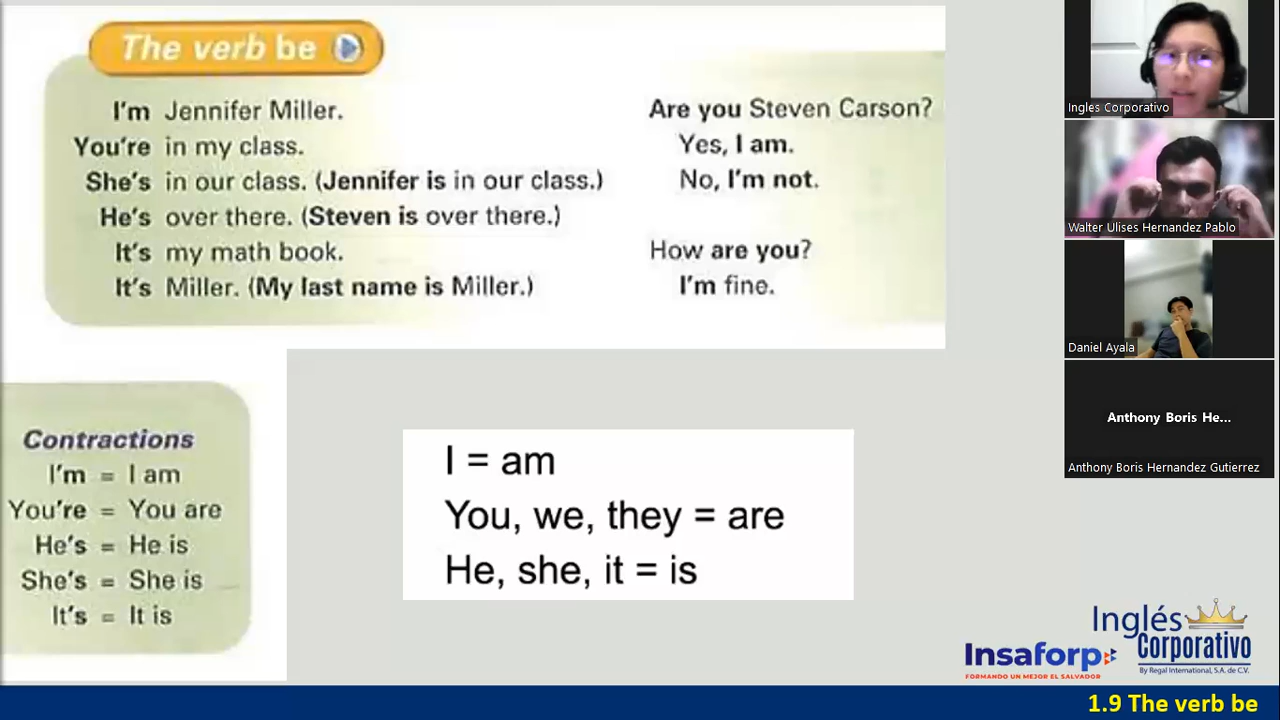 The verb be
I'm Jennifer Miller.
You're in my class.
She's in our class. (Jennifer is in our class.)
He's over there. (Steven is over there.)
It's my math book.
It's Miller. (My last name is Miller.)
Are you Steven Carson?
Yes, I am.
No, I'm not.
How are you?
I'm fine.
Contractions
I'm = I am
You're = You are
He's = He is
She's = She is
It's = It is
I = am
You, we, they = are
He, she, it = is
Ingles Corporativo
Walter Ulises Hernandez Pablo
Daniel Ayala
Anthony Boris He...
Anthony Boris Hernandez Gutierrez
Insaforp
FORMANDO UN MEJOR EL SALVADOR
Inglés
Corporativo
By Regal International, S.A. de C.V.
1.9 The verb be